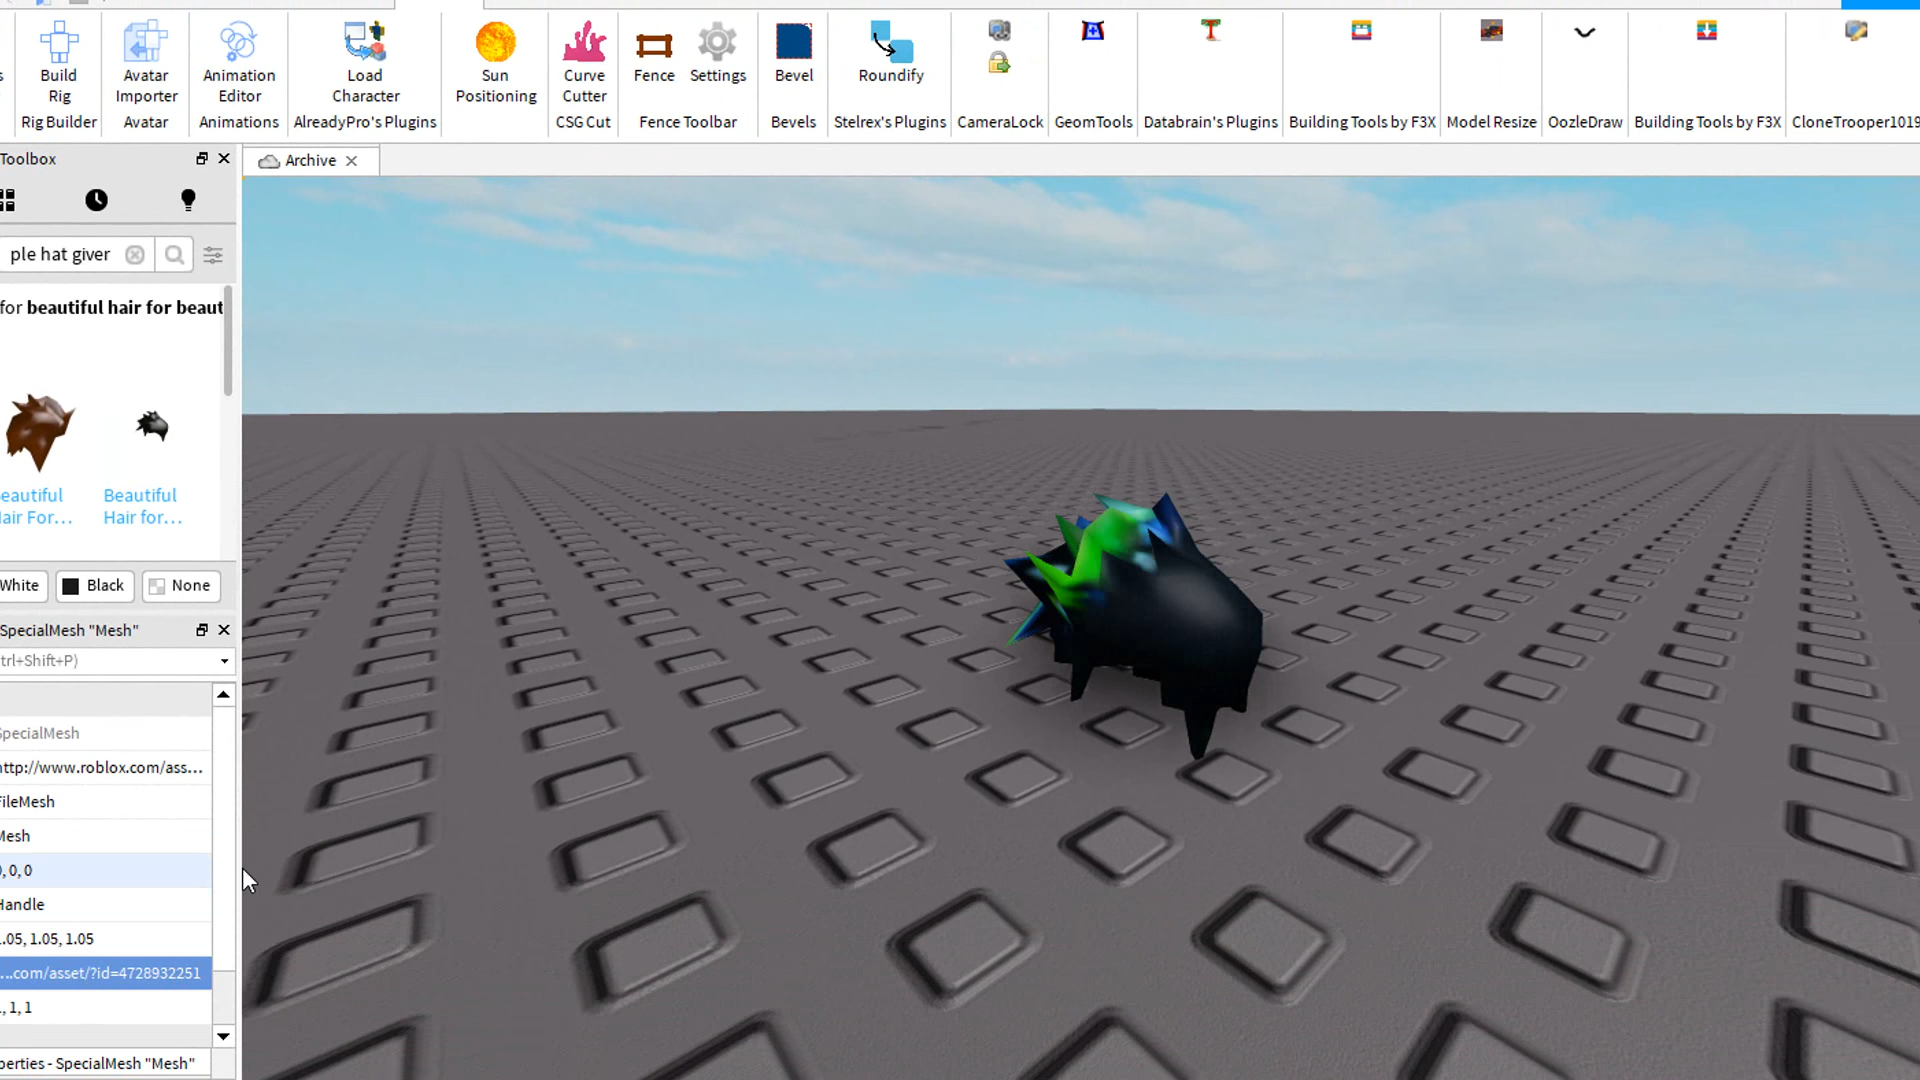 Build Rig
Rig Builder
Avatar Importer
Avatar
Animation Editor
Animations
Load Character
AlreadyPro's Plugins
Sun Positioning
Curve Cutter
CSG Cut
Fence
Settings
Fence Toolbar
Bevel
Bevels
Roundify
Stelrex's Plugins
CameraLock
GeomTools
Databrain's Plugins
Building Tools by F3X
Model Resize
OozleDraw
Building Tools by F3X
CloneTrooper1019
Toolbox
Archive
ple hat giver
for beautiful hair for beaut
eautiful
air For...
Beautiful
Hair for...
White
Black
None
SpecialMesh "Mesh"
trl+Shift+P)
SpecialMesh
http://www.roblox.com/ass...
FileMesh
Mesh
0, 0, 0
Handle
1.05, 1.05, 1.05
...com/asset/?id=4728932251
, 1, 1
perties - SpecialMesh "Mesh"